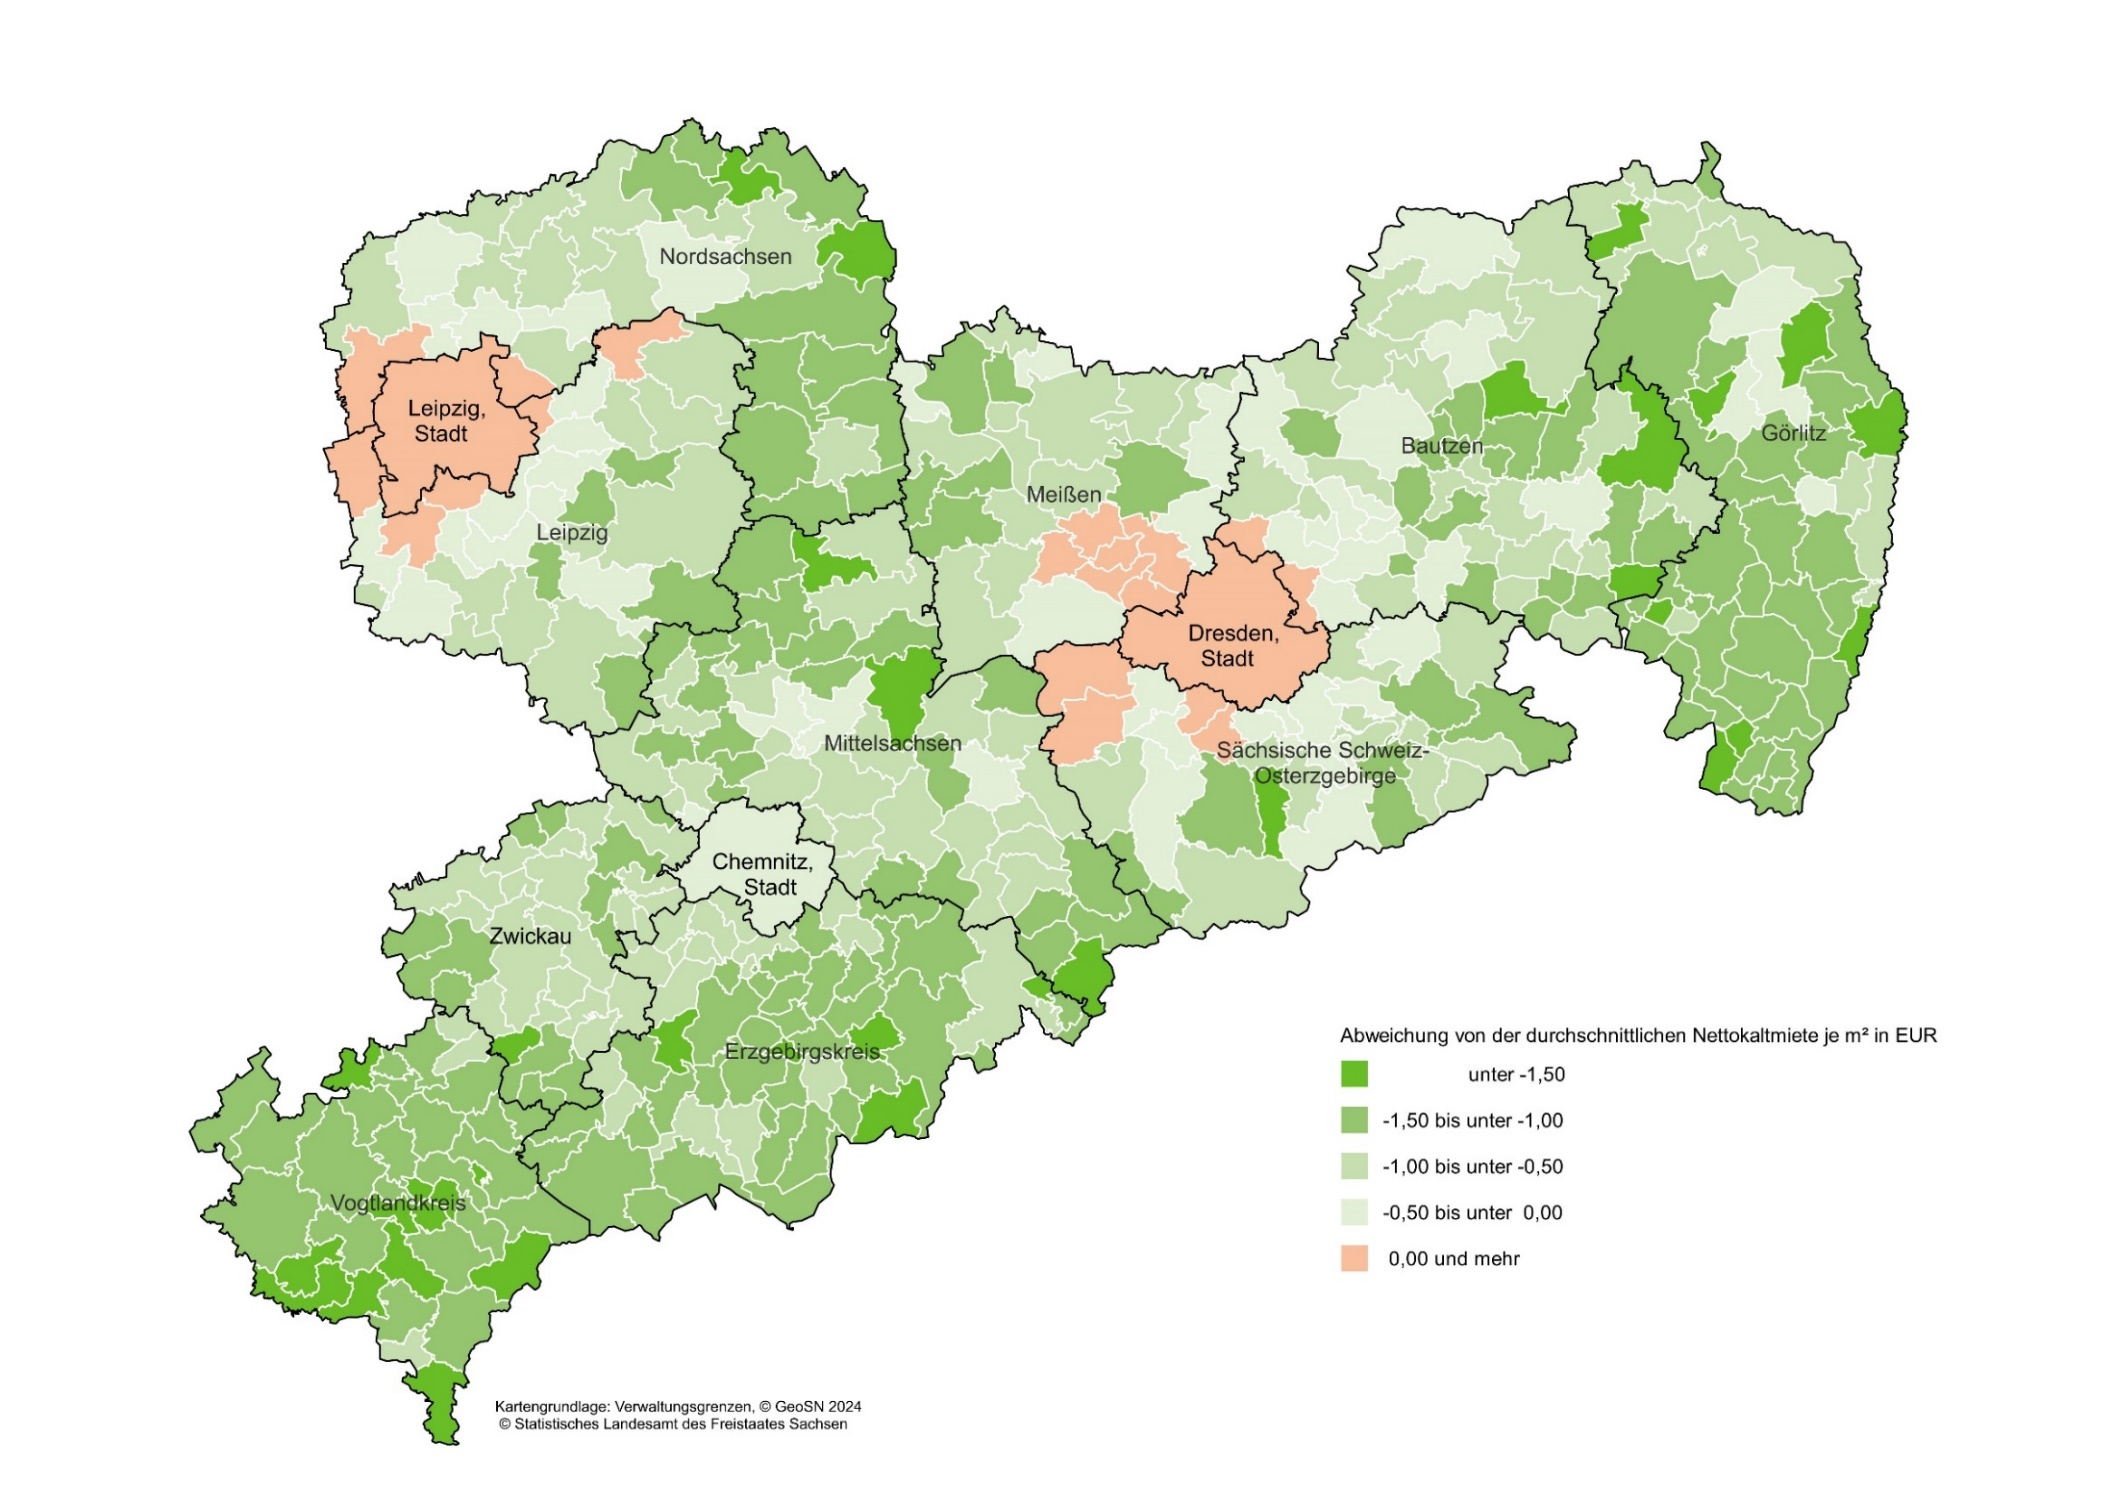 Nordsachsen
Leipzig,
Stadt
Görlitz
Bautzen
Meißen
Leipzig
Dresden,
Stadt
Mittelsachsen
Sächsische Schweiz-
Osterzgebirge
Chemnitz,
Stadt
Zwickau
Erzgebirgskreis
Vogtlandkreis
Abweichung von der durchschnittlichen Nettokaltmiete je m² in EUR
unter -1,50
-1,50 bis unter -1,00
-1,00 bis unter -0,50
-0,50 bis unter 0,00
0,00 und mehr
Kartengrundlage: Verwaltungsgrenzen, © GeoSN 2024
© Statistisches Landesamt des Freistaates Sachsen